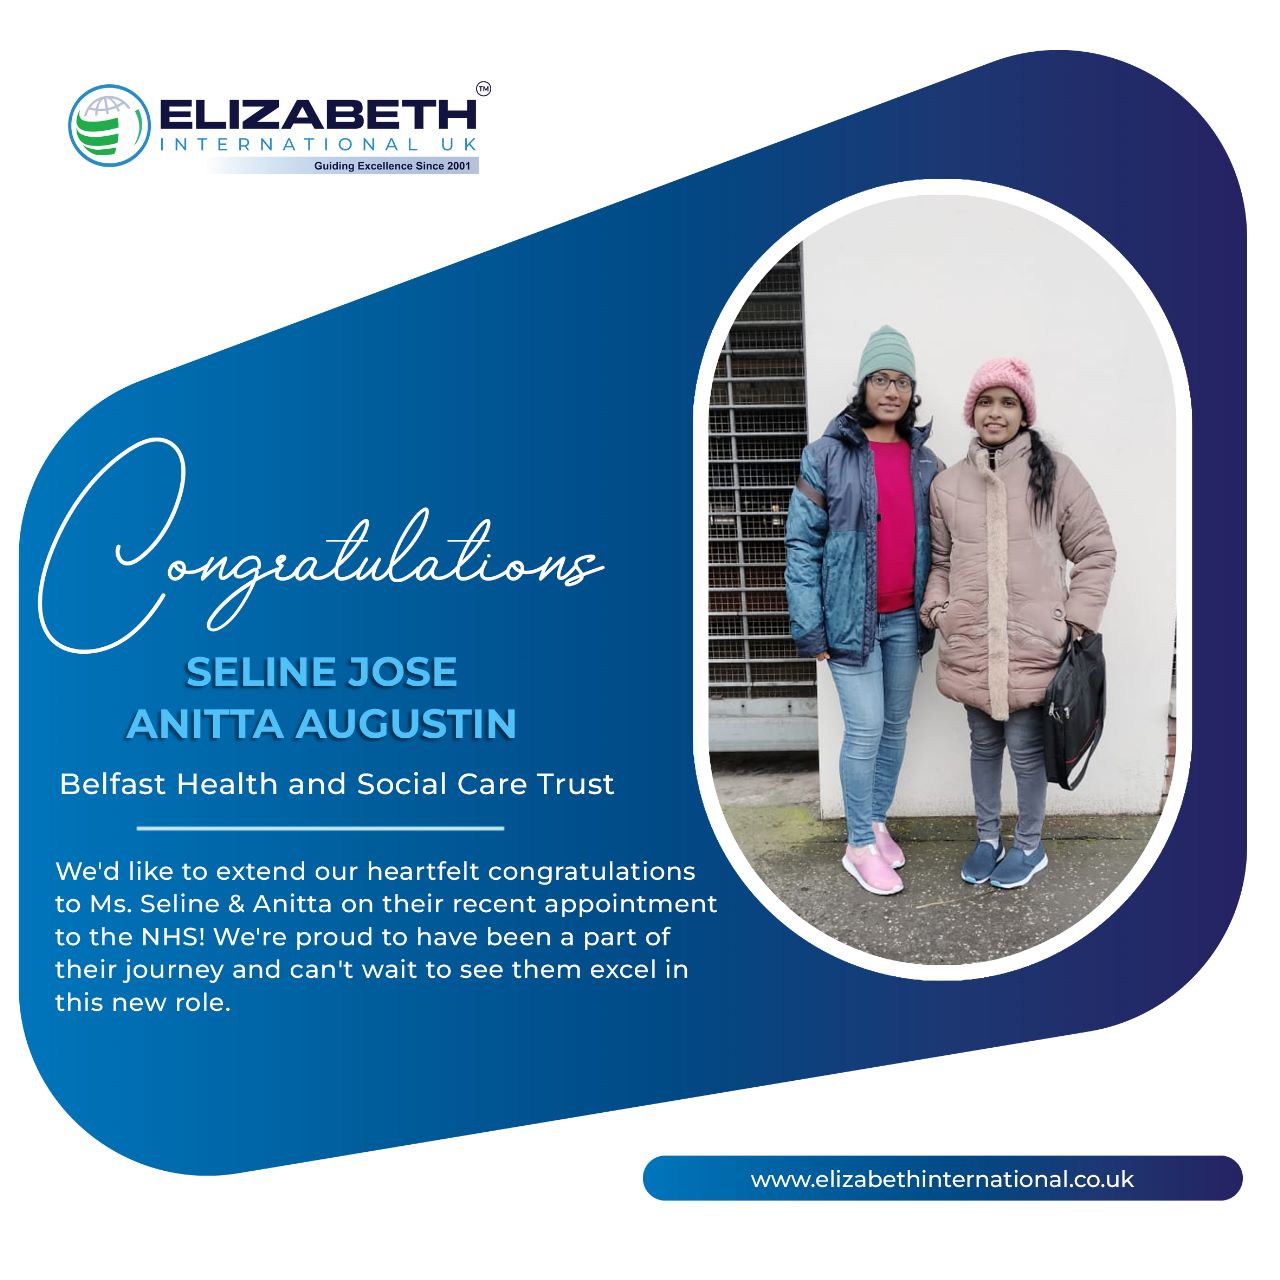 ELIZABETH TM
INTERNATIONAL UK
Guiding Excellence Since 2001
Congratulations
SELINE JOSE
ANITTA AUGUSTIN
Belfast Health and Social Care Trust
We'd like to extend our heartfelt congratulations
to Ms. Seline & Anitta on their recent appointment
to the NHS! We're proud to have been a part of
their journey and can't wait to see them excel in
this new role.
www.elizabethinternational.co.uk